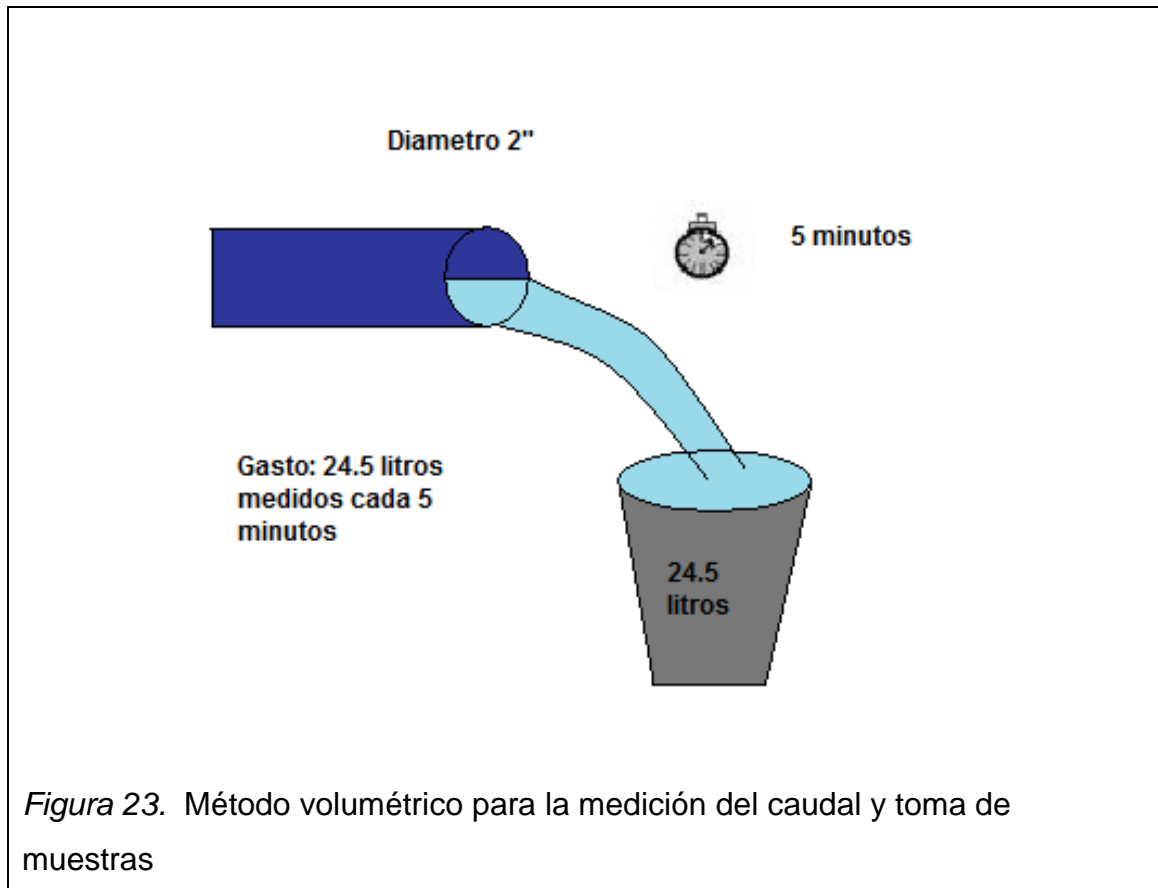 Diametro 2"
5 minutos
Gasto: 24.5 litros
medidos cada 5
minutos
24.5
litros
Figura 23. Método volumétrico para la medición del caudal y toma de
muestras